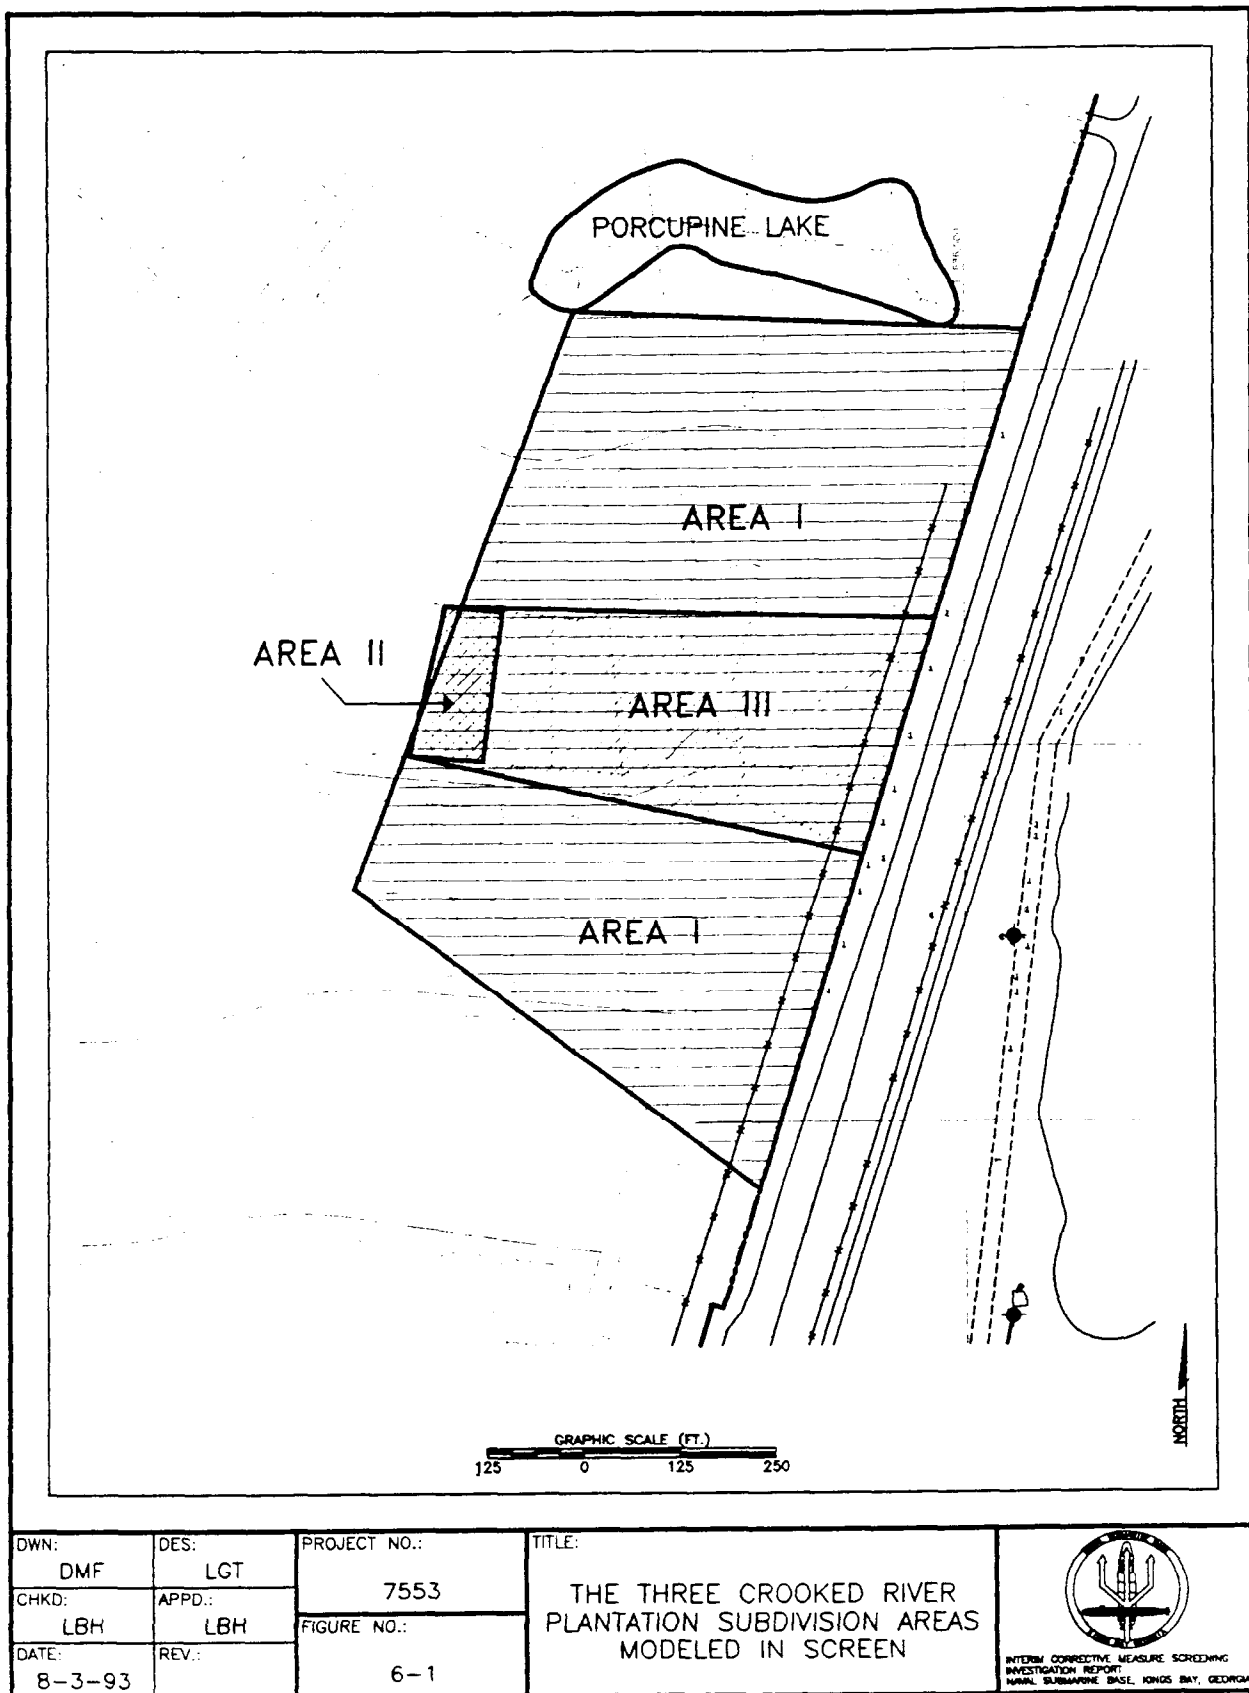 PORCUPINE LAKE
AREA I
AREA II
AREA III
AREA I
NORTH
GRAPHIC SCALE (FT.)
125 0 125 250
DWN:
DMF
DES:
LGT
CHKD:
LBH
APPD.:
LBH
DATE:
8-3-93
REV.:
PROJECT NO.:
7553
FIGURE NO.:
6-1
TITLE:
THE THREE CROOKED RIVER
PLANTATION SUBDIVISION AREAS
MODELED IN SCREEN
INTERIM CORRECTIVE MEASURE SCREENING
INVESTIGATION REPORT
NAVAL SUBMARINE BASE, KINGS BAY, GEORGIA